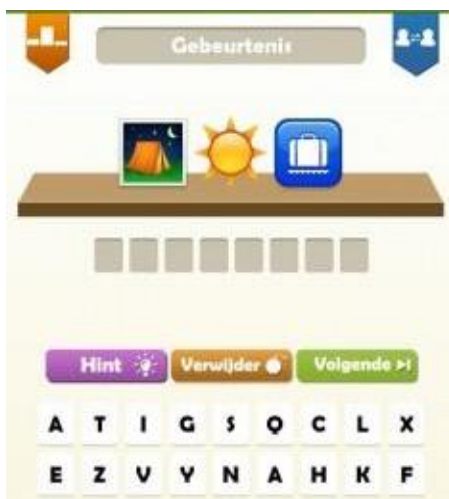 Gebeurtenis
Hint Verwijder Volgende
A T I G S Q C L X
E Z V Y N A H K F